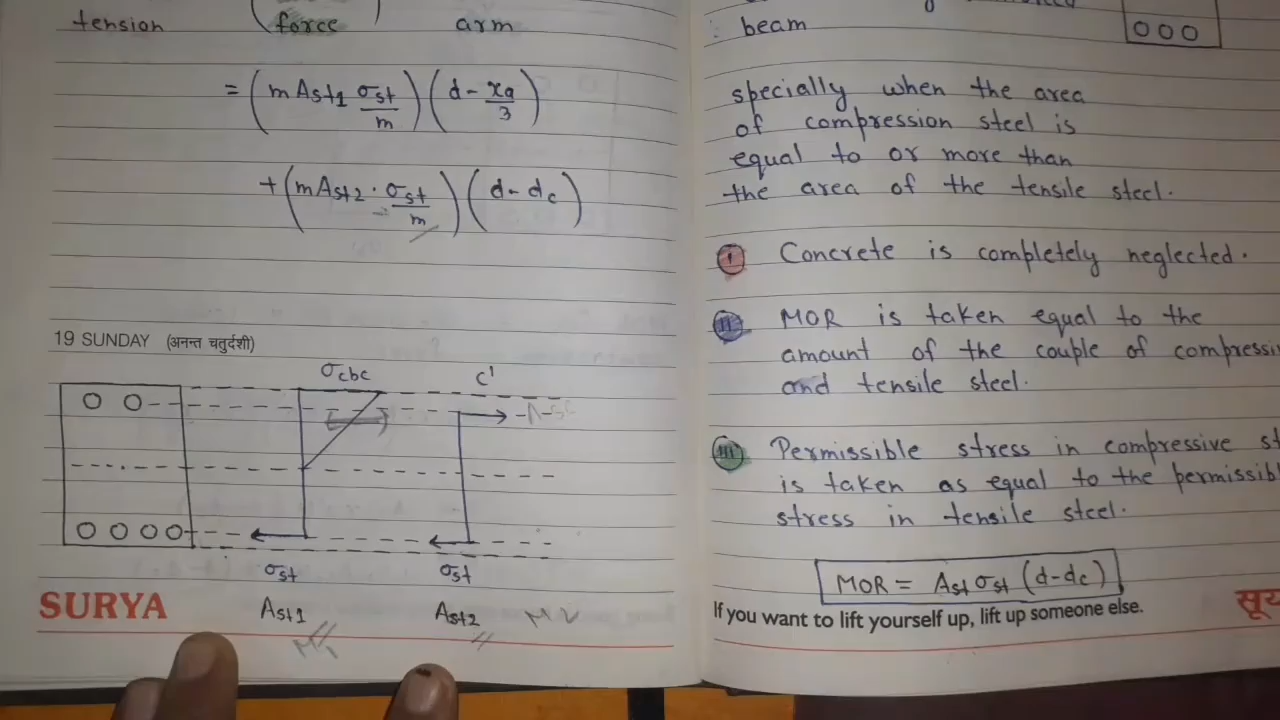 tension force arm
= (m Ast1 σst/m) (d - xa/3)
+ (mAst2 . σst/m) (d - dc)
19 SUNDAY (अनन्त चतुर्दशी)
σcbc C'
σst σst
Ast1 Ast2
SURYA
beam
specially when the area
of compression steel is
equal to or more than
the area of the tensile steel.
I Concrete is completely neglected.
II MOR is taken equal to the
amount of the couple of
and tensile steel.
III Permissible stress in compressive
is taken as equal to the
stress in tensile steel.
MOR = Ast σst (d-dc)
If you want to lift yourself up, lift up someone else.